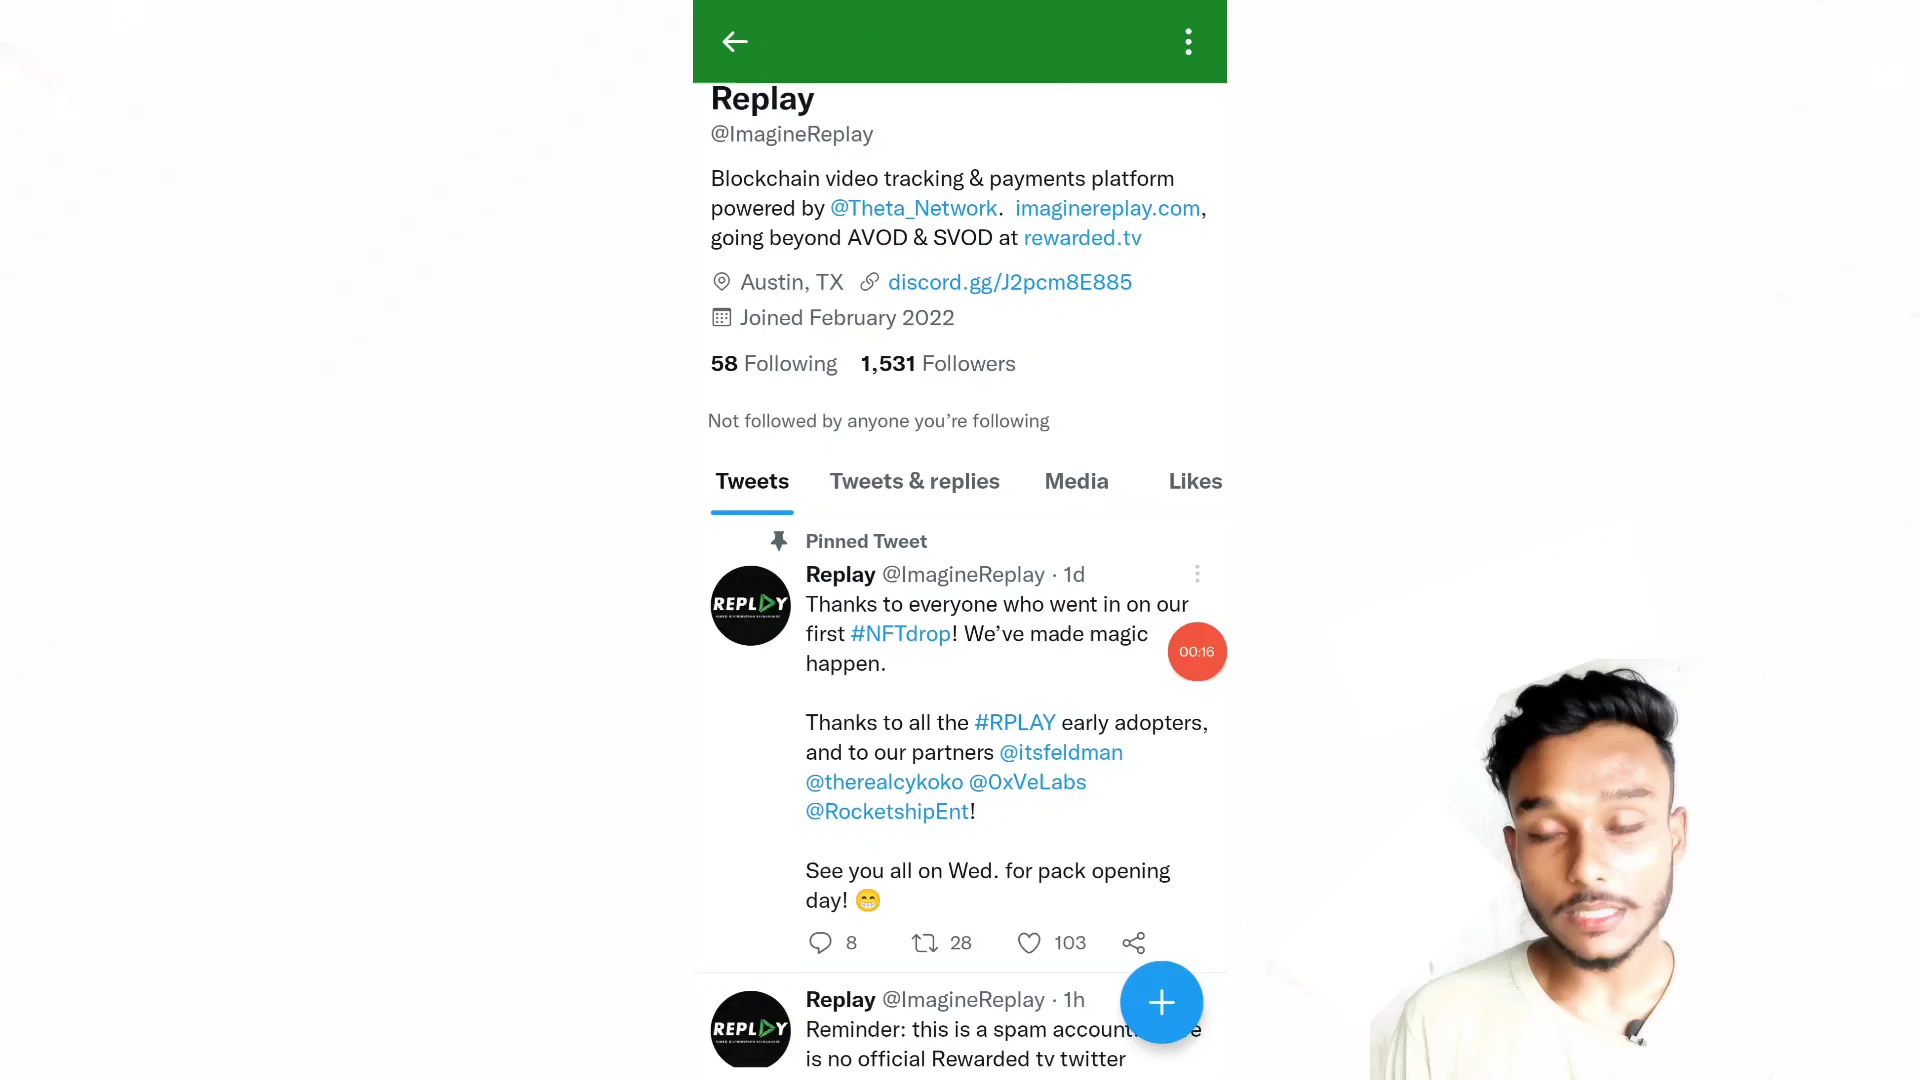 Replay
@ImagineReplay
Blockchain video tracking & payments platform
powered by @Theta_Network. imaginereplay.com,
going beyond AVOD & SVOD at rewarded.tv
Austin, TX discord.gg/J2pcm8E885
Joined February 2022
58 Following 1,531 Followers
Not followed by anyone you’re following
Tweets Tweets & replies Media Likes
Pinned Tweet
Replay @ImagineReplay · 1d
REPLAY
Thanks to everyone who went in on our
first #NFTdrop! We’ve made magic
happen.
00:16
Thanks to all the #RPLAY early adopters,
and to our partners @itsfeldman
@therealcykoko @0xVeLabs
@RocketshipEnt!
See you all on Wed. for pack opening
day! 😁
8 28 103
Replay @ImagineReplay · 1h
REPLAY
Reminder: this is a spam account.
is no official Rewarded tv twitter